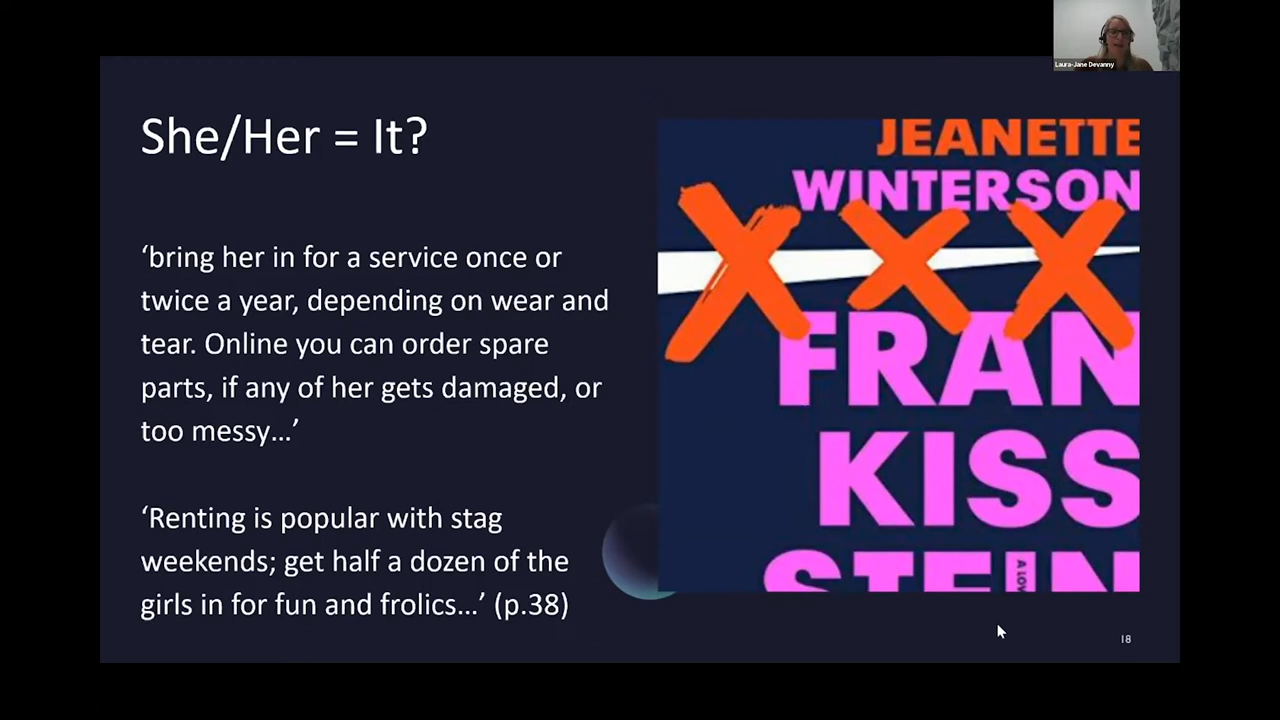 Laura-Jane Devanny
She/Her = It?
‘bring her in for a service once or
twice a year, depending on wear and
tear. Online you can order spare
parts, if any of her gets damaged, or
too messy…’
‘Renting is popular with stag
weekends; get half a dozen of the
girls in for fun and frolics…’ (p.38)
JEANETTE
WINTERSON
XXX
FRAN
KISS
STEIN
A LOV
18